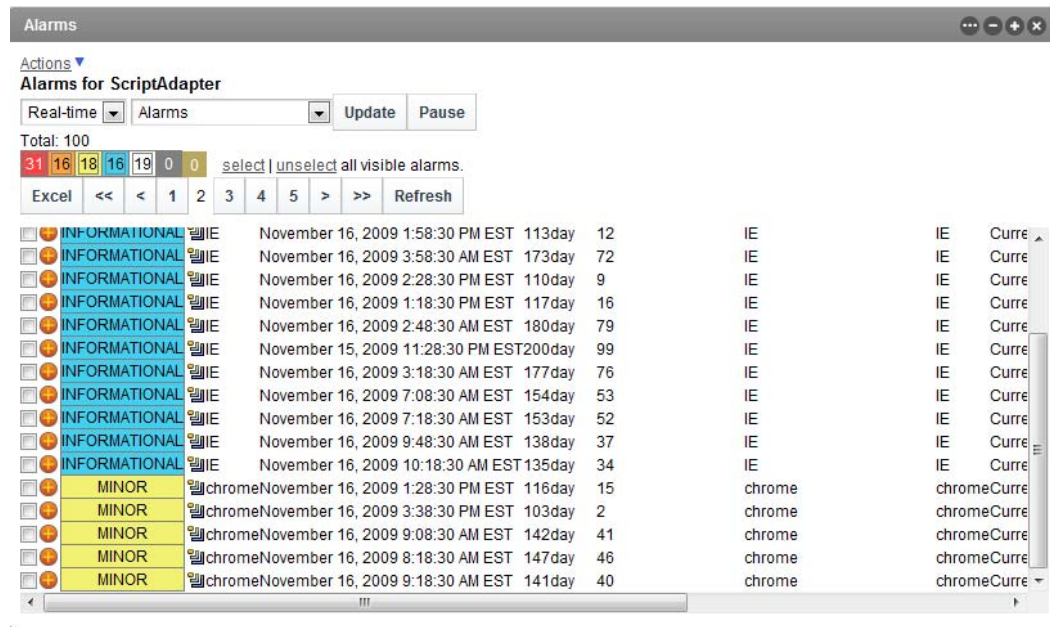 Alarms
Actions
Alarms for ScriptAdapter
Real-time Alarms Update Pause
Total: 100
31 16 18 16 19 0 0 select | unselect all visible alarms.
Excel << < 1 2 3 4 5 > >> Refresh
INFORMATIONAL IE November 16, 2009 1:58:30 PM EST 113day 12 IE IE Curre
INFORMATIONAL IE November 16, 2009 3:58:30 AM EST 173day 72 IE IE Curre
INFORMATIONAL IE November 16, 2009 2:28:30 PM EST 110day 9 IE IE Curre
INFORMATIONAL IE November 16, 2009 1:18:30 PM EST 117day 16 IE IE Curre
INFORMATIONAL IE November 16, 2009 2:48:30 AM EST 180day 79 IE IE Curre
INFORMATIONAL IE November 15, 2009 11:28:30 PM EST200day 99 IE IE Curre
INFORMATIONAL IE November 16, 2009 3:18:30 AM EST 177day 76 IE IE Curre
INFORMATIONAL IE November 16, 2009 7:08:30 AM EST 154day 53 IE IE Curre
INFORMATIONAL IE November 16, 2009 7:18:30 AM EST 153day 52 IE IE Curre
INFORMATIONAL IE November 16, 2009 9:48:30 AM EST 138day 37 IE IE Curre
INFORMATIONAL IE November 16, 2009 10:18:30 AM EST 135day 34 IE IE Curre
MINOR chromeNovember 16, 2009 1:28:30 PM EST 116day 15 chrome chromeCurre
MINOR chromeNovember 16, 2009 3:38:30 PM EST 103day 2 chrome chromeCurre
MINOR chromeNovember 16, 2009 9:08:30 AM EST 142day 41 chrome chromeCurre
MINOR chromeNovember 16, 2009 8:18:30 AM EST 147day 46 chrome chromeCurre
MINOR chromeNovember 16, 2009 9:18:30 AM EST 141day 40 chrome chromeCurre